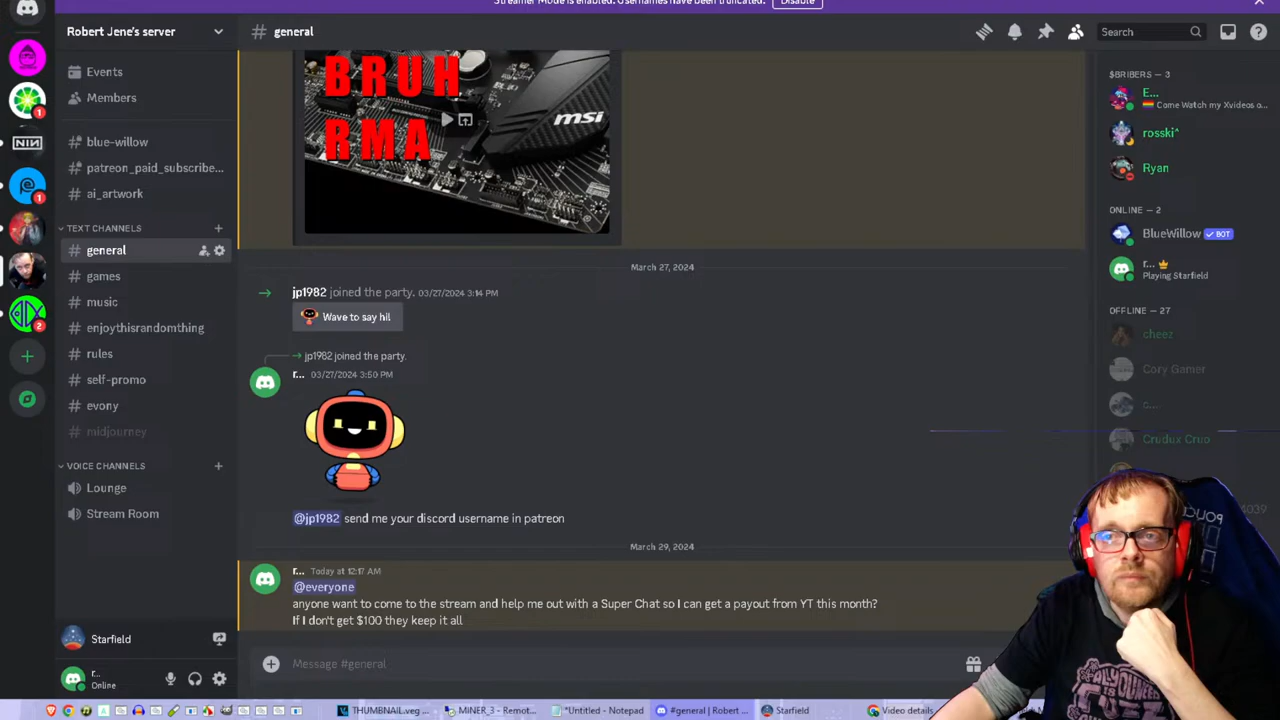 Streamer Mode is enabled. Usernames have been truncated.
Disable
Robert Jene's server
Events
Members
blue-willow
patreon_paid_subscribe...
ai_artwork
TEXT CHANNELS
general
games
music
enjoythisrandomthing
rules
self-promo
evony
midjourney
VOICE CHANNELS
Lounge
Stream Room
Starfield
r...
Online
1
NIN
1
2
# general
Search
BRUH
RMA
msi
March 27, 2024
jp1982 joined the party. 03/27/2024 3:14 PM
Wave to say hi!
jp1982 joined the party.
r... 03/27/2024 3:50 PM
@jp1982 send me your discord username in patreon
March 29, 2024
r... Today at 12:17 AM
@everyone
anyone want to come to the stream and help me out with a Super Chat so I can get a payout from YT this month?
If I don't get $100 they keep it all
Message #general
$BRIBERS — 3
E...
Come Watch my Xvideos o...
rosski^
Ryan
ONLINE — 2
BlueWillow BOT
r...
Playing Starfield
OFFLINE — 27
cheez
Cory Gamer
c...
Crudux Cruo
4039
THUMBNAIL.veg
MINER_3 - Remot...
*Untitled - Notepad
#general | Robert
Starfield
Video details